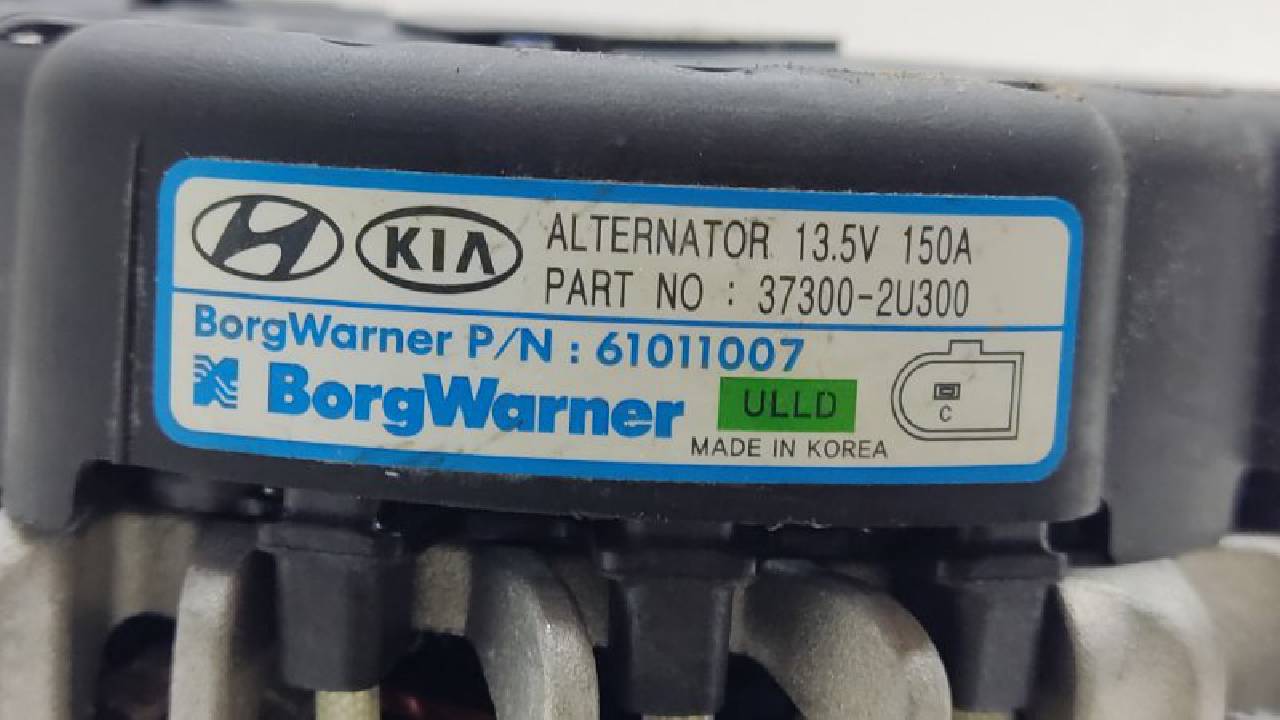 KIA
ALTERNATOR 13.5V 150A
PART NO : 37300-2U300
BorgWarner P/N : 61011007
BorgWarner
ULLD
MADE IN KOREA
C